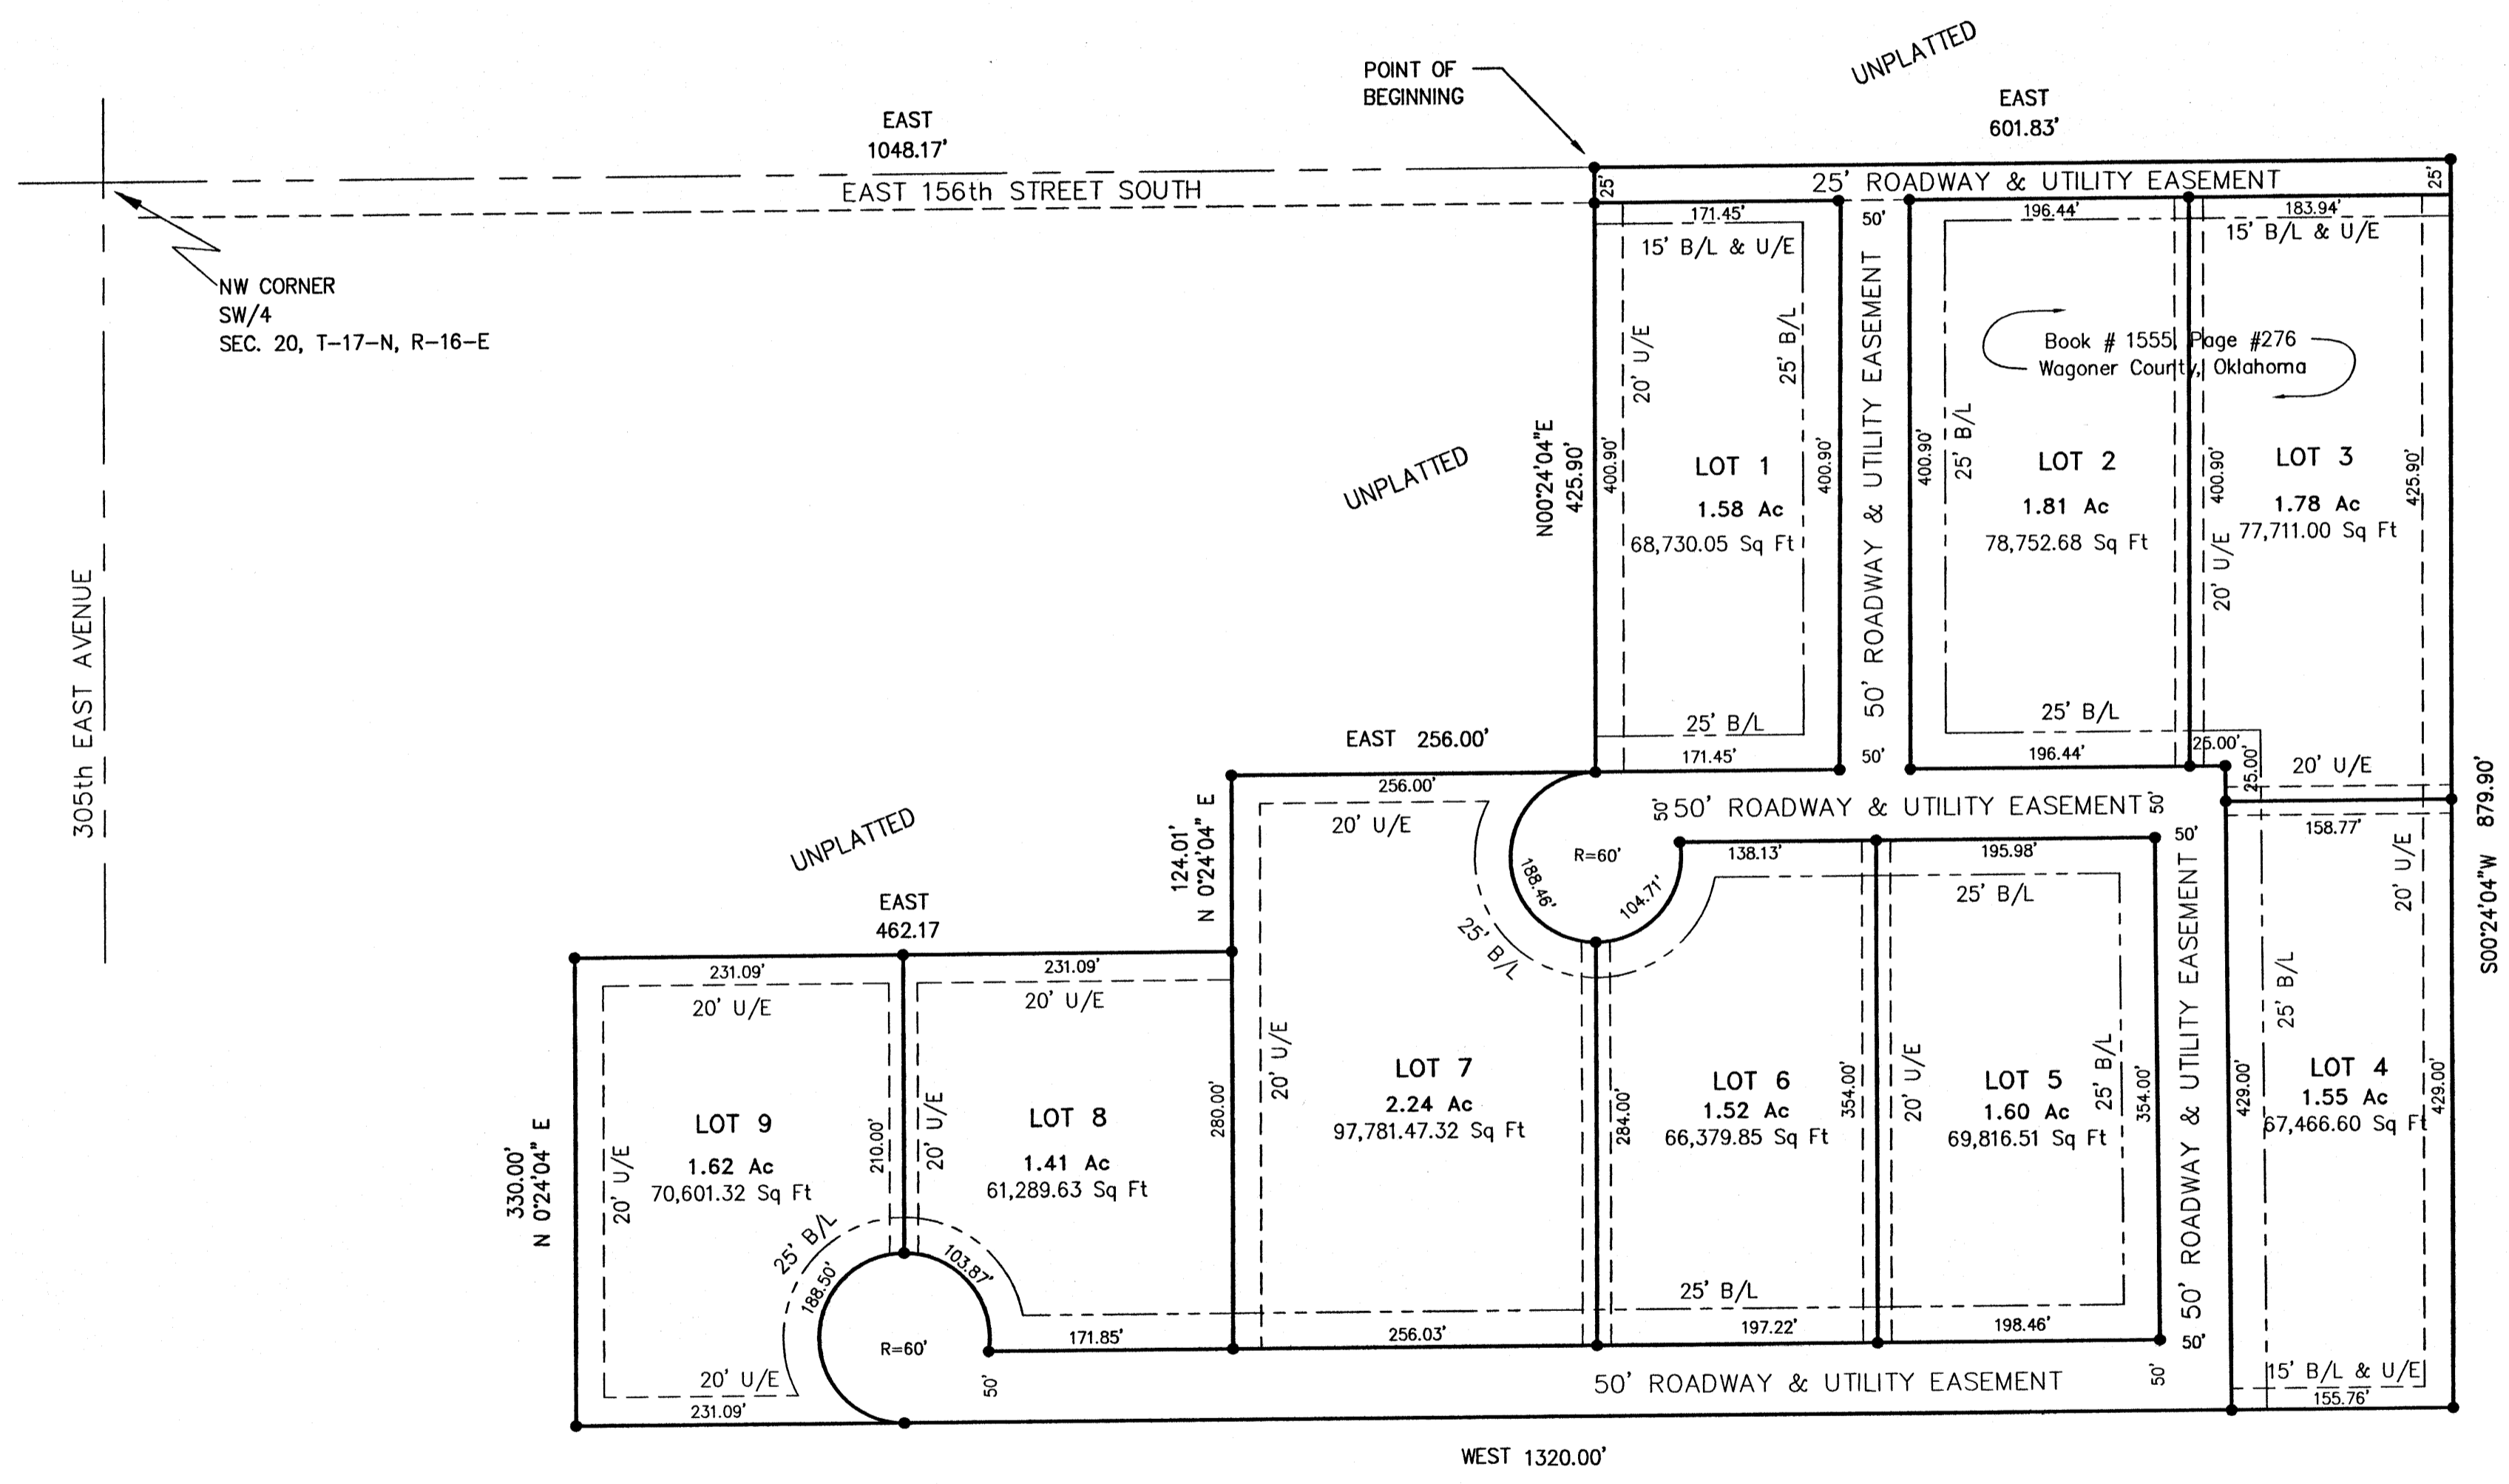 UNPLATTED
POINT OF
BEGINNING
EAST
601.83'
EAST
1048.17'
EAST 156th STREET SOUTH
25'
25' ROADWAY & UTILITY EASEMENT
25'
NW CORNER
SW/4
SEC. 20, T-17-N, R-16-E
305th EAST AVENUE
171.45'
15' B/L & U/E
20' U/E
25' B/L
N00°24'04"E
425.90'
400.90'
LOT 1
1.58 Ac
68,730.05 Sq Ft
400.90'
25' B/L
171.45'
50'
50' ROADWAY & UTILITY EASEMENT
50'
196.44'
Book # 1555, Page #276
Wagoner County, Oklahoma
400.90'
25' B/L
LOT 2
1.81 Ac
78,752.68 Sq Ft
25' B/L
196.44'
183.94'
15' B/L & U/E
400.90'
20' U/E
LOT 3
1.78 Ac
77,711.00 Sq Ft
425.90'
25.00'
25.00'
20' U/E
UNPLATTED
EAST 256.00'
256.00'
20' U/E
124.01'
N 0°24'04" E
UNPLATTED
EAST
462.17
50'
50' ROADWAY & UTILITY EASEMENT
50'
R=60'
188.46'
104.71'
25' B/L
138.13'
195.98'
25' B/L
50'
158.77'
20' U/E
S00°24'04"W 879.90'
231.09'
20' U/E
231.09'
20' U/E
330.00'
N 0°24'04" E
20' U/E
LOT 9
1.62 Ac
70,601.32 Sq Ft
210.00'
20' U/E
LOT 8
1.41 Ac
61,289.63 Sq Ft
280.00'
20' U/E
LOT 7
2.24 Ac
97,781.47.32 Sq Ft
284.00'
LOT 6
1.52 Ac
66,379.85 Sq Ft
354.00'
20' U/E
LOT 5
1.60 Ac
69,816.51 Sq Ft
25' B/L
354.00'
50' ROADWAY & UTILITY EASEMENT
429.00'
25' B/L
LOT 4
1.55 Ac
67,466.60 Sq Ft
429.00'
25' B/L
188.50'
103.87'
R=60'
25' B/L
171.85'
256.03'
197.22'
198.46'
50'
20' U/E
231.09'
50'
50' ROADWAY & UTILITY EASEMENT
50'
15' B/L & U/E
155.76'
WEST 1320.00'